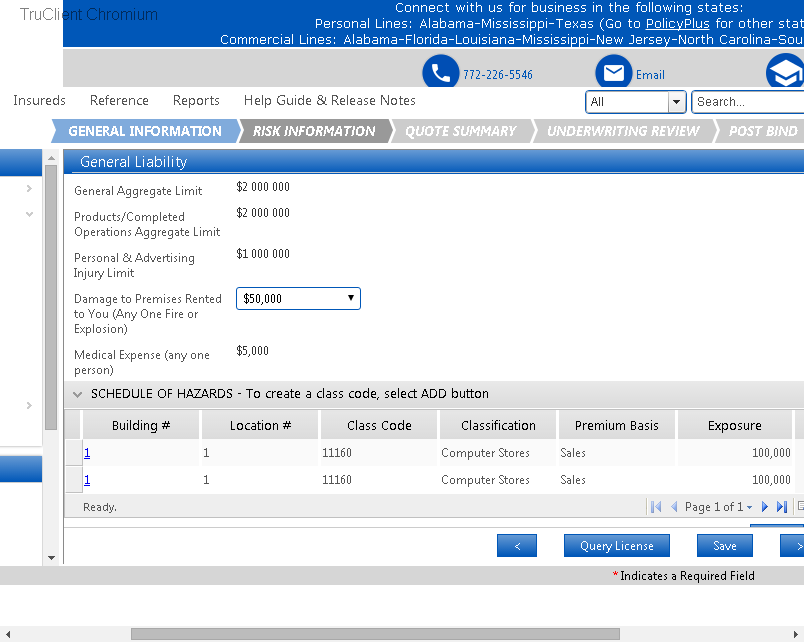 TruClient Chromium
Connect with us for business in the following states:
Personal Lines: Alabama-Mississippi-Texas (Go to PolicyPlus for other stat
Commercial Lines: Alabama-Florida-Louisiana-Mississippi-New Jersey-North Carolina-Sou
772-226-5546
Email
Insureds Reference Reports Help Guide & Release Notes
All
Search...
GENERAL INFORMATION RISK INFORMATION QUOTE SUMMARY UNDERWRITING REVIEW POST BIND
General Liability
General Aggregate Limit $2 000 000
Products/Completed $2 000 000
Operations Aggregate Limit
Personal & Advertising $1 000 000
Injury Limit
Damage to Premises Rented $50,000
to You (Any One Fire or
Explosion)
Medical Expense (any one $5,000
person)
SCHEDULE OF HAZARDS - To create a class code, select ADD button
Building # Location # Class Code Classification Premium Basis Exposure
1 1 11160 Computer Stores Sales 100,000
1 1 11160 Computer Stores Sales 100,000
Ready. Page 1 of 1
< Query License Save >
* Indicates a Required Field